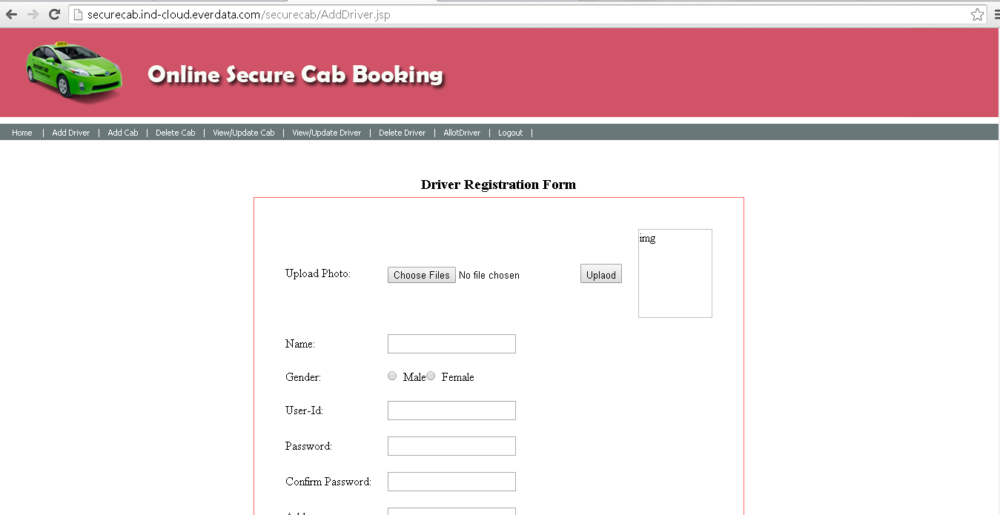 securecab.ind-cloud.everdata.com/securecab/AddDriver.jsp
Online Secure Cab Booking
Home | Add Driver | Add Cab | Delete Cab | View/Update Cab | View/Update Driver | Delete Driver | AllotDriver | Logout |
Driver Registration Form
img
Upload Photo: Choose Files No file chosen Uplaod
Name:
Gender: Male Female
User-Id:
Password:
Confirm Password: